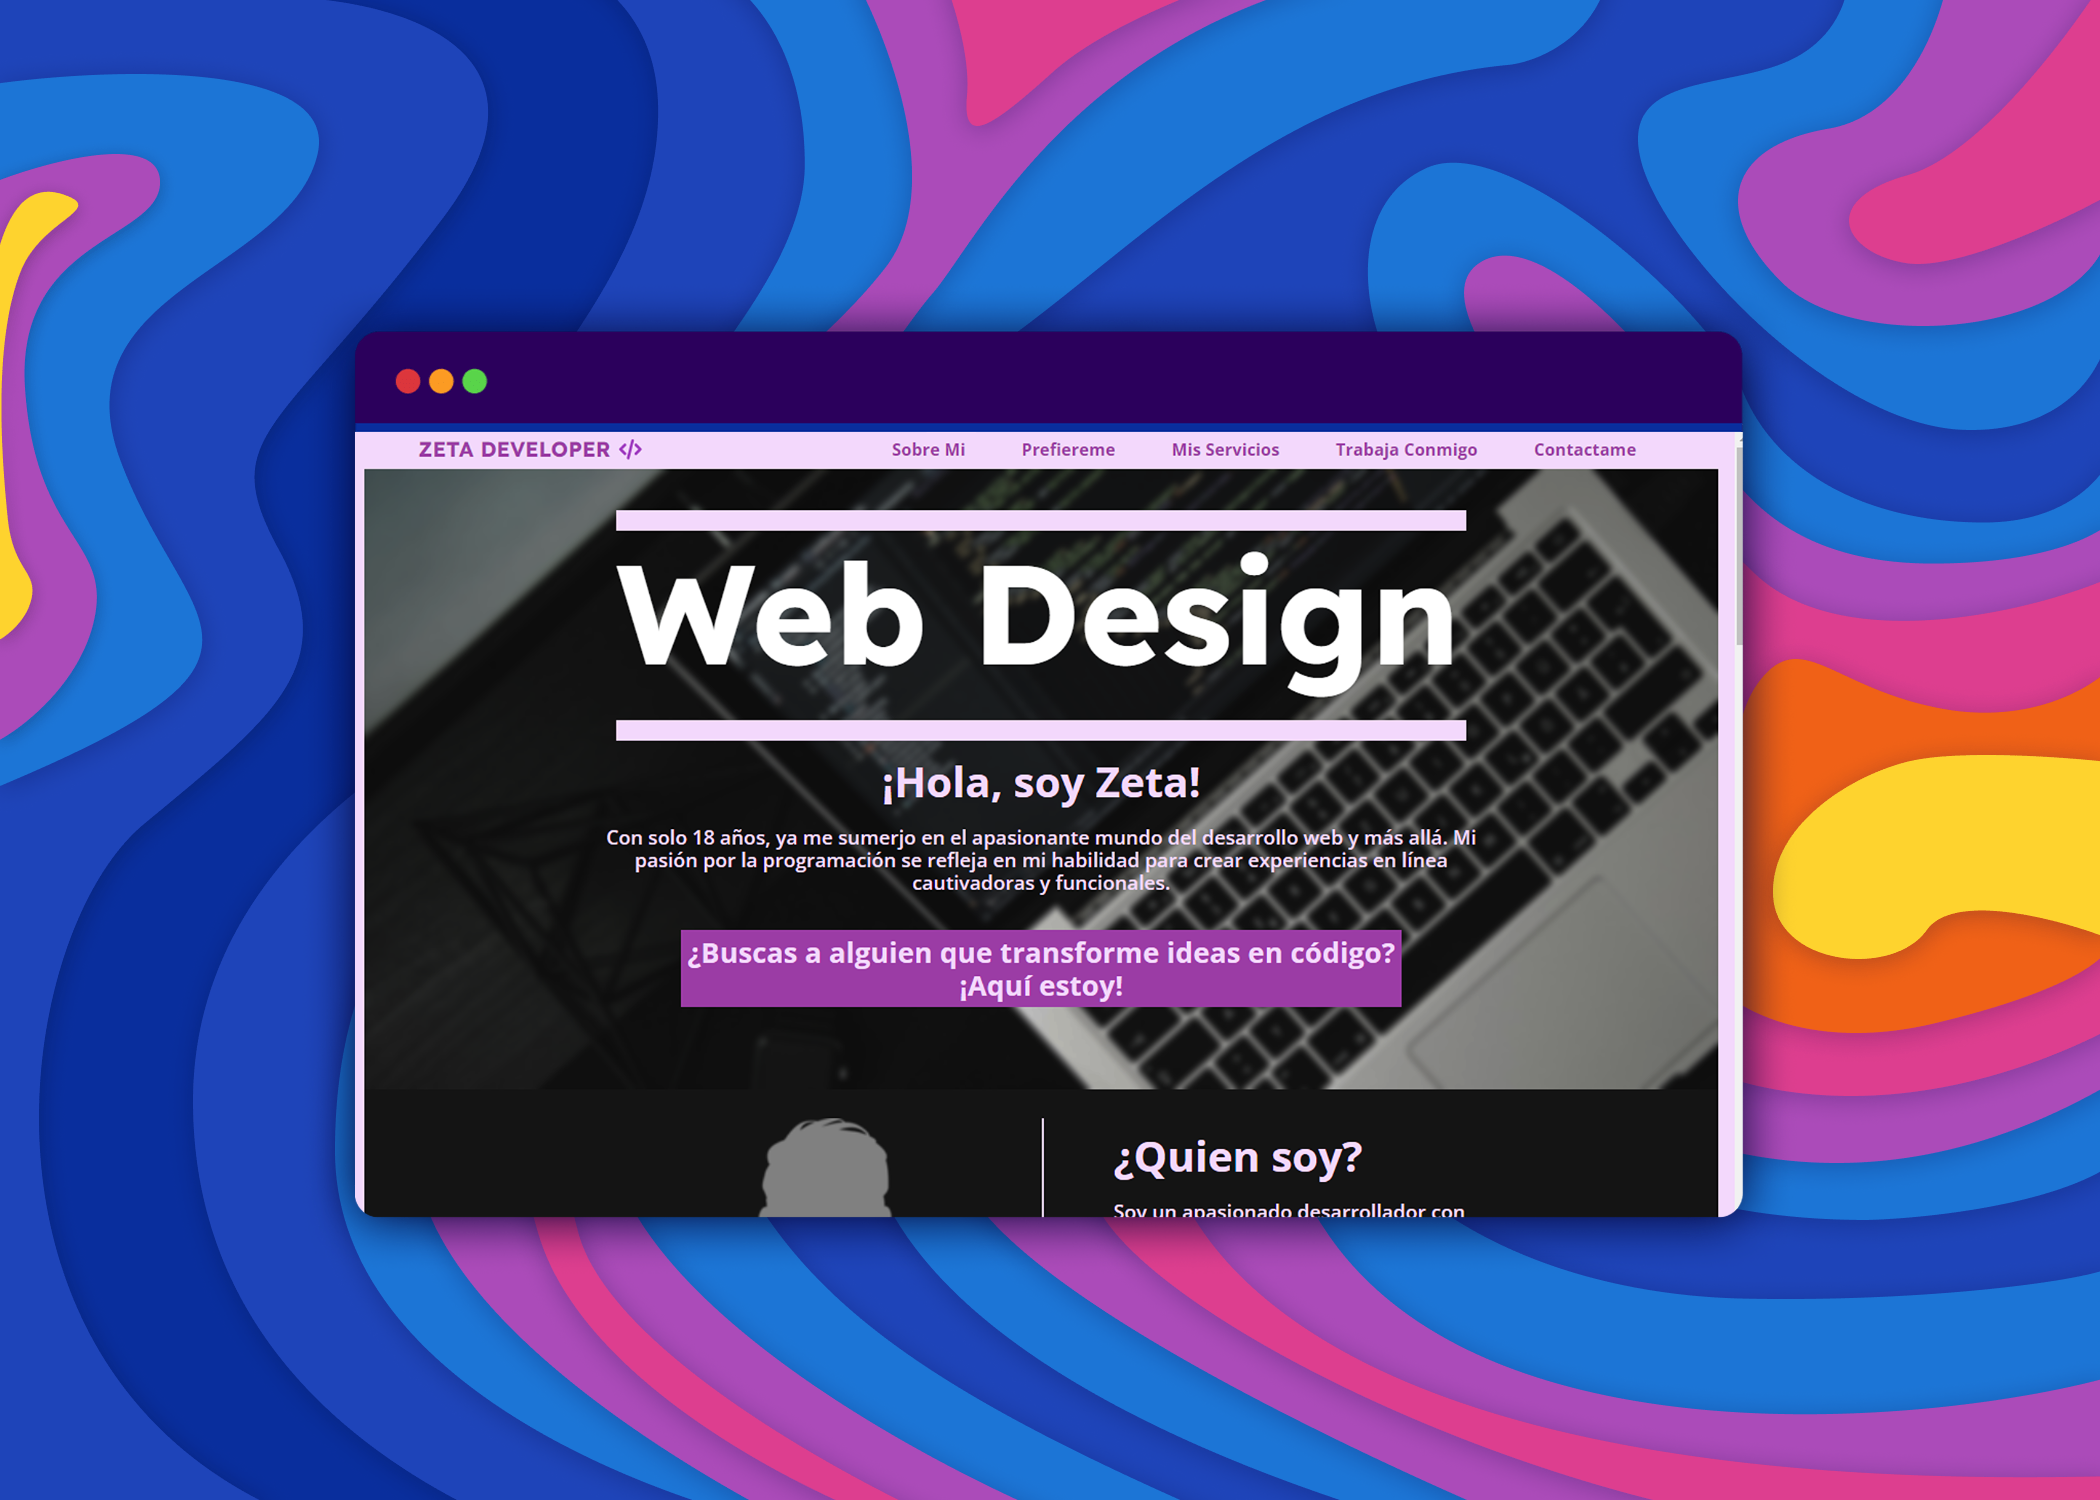 ZETA DEVELOPER </>
Sobre Mi
Prefiereme
Mis Servicios
Trabaja Conmigo
Contactame
Web Design
¡Hola, soy Zeta!
Con solo 18 años, ya me sumerjo en el apasionante mundo del desarrollo web y más allá. Mi
pasión por la programación se refleja en mi habilidad para crear experiencias en línea
cautivadoras y funcionales.
¿Buscas a alguien que transforme ideas en código?
¡Aquí estoy!
¿Quien soy?
Soy un apasionado desarrollador con